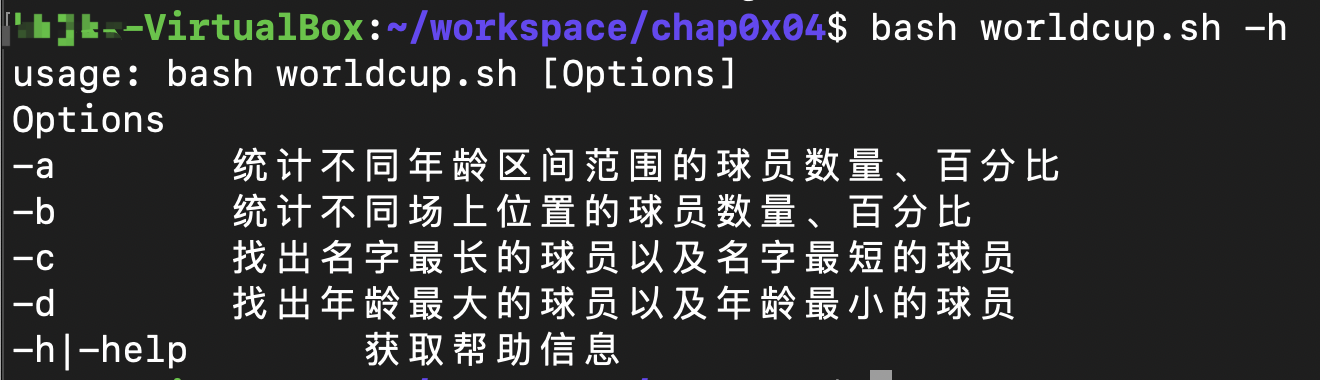 -VirtualBox:~/workspace/chap0x04$ bash worldcup.sh -h
usage: bash worldcup.sh [Options]
Options
-a 统计不同年龄区间范围的球员数量、百分比
-b 统计不同场上位置的球员数量、百分比
-c 找出名字最长的球员以及名字最短的球员
-d 找出年龄最大的球员以及年龄最小的球员
-h|-help 获取帮助信息